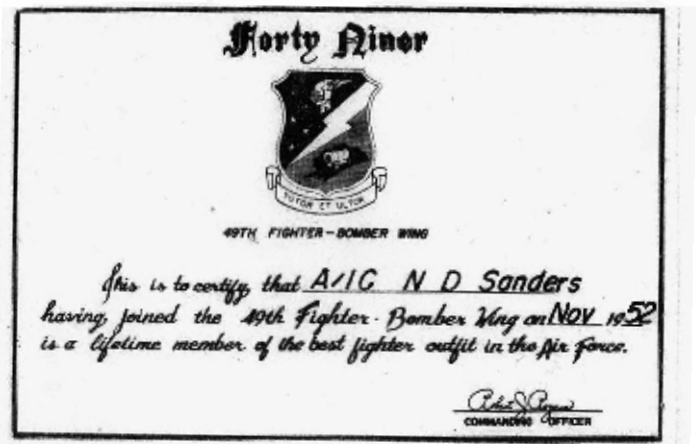 Forty Niner
TUTOR ET ULTOR
49TH FIGHTER-BOMBER WING
This is to certify that A/1C N D Sanders
having joined the 49th Fighter-Bomber Wing on Nov 1952
is a lifetime member of the best fighter outfit in the Air Force.
COMMANDING OFFICER